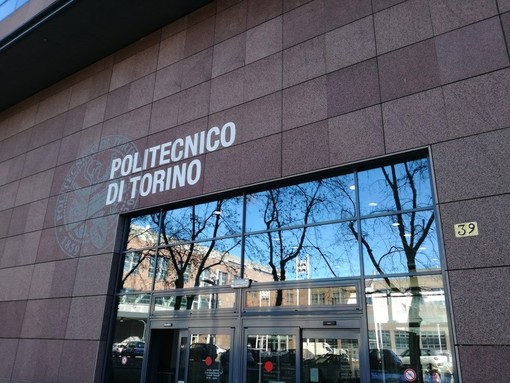 POLITECNICO
DI TORINO
39